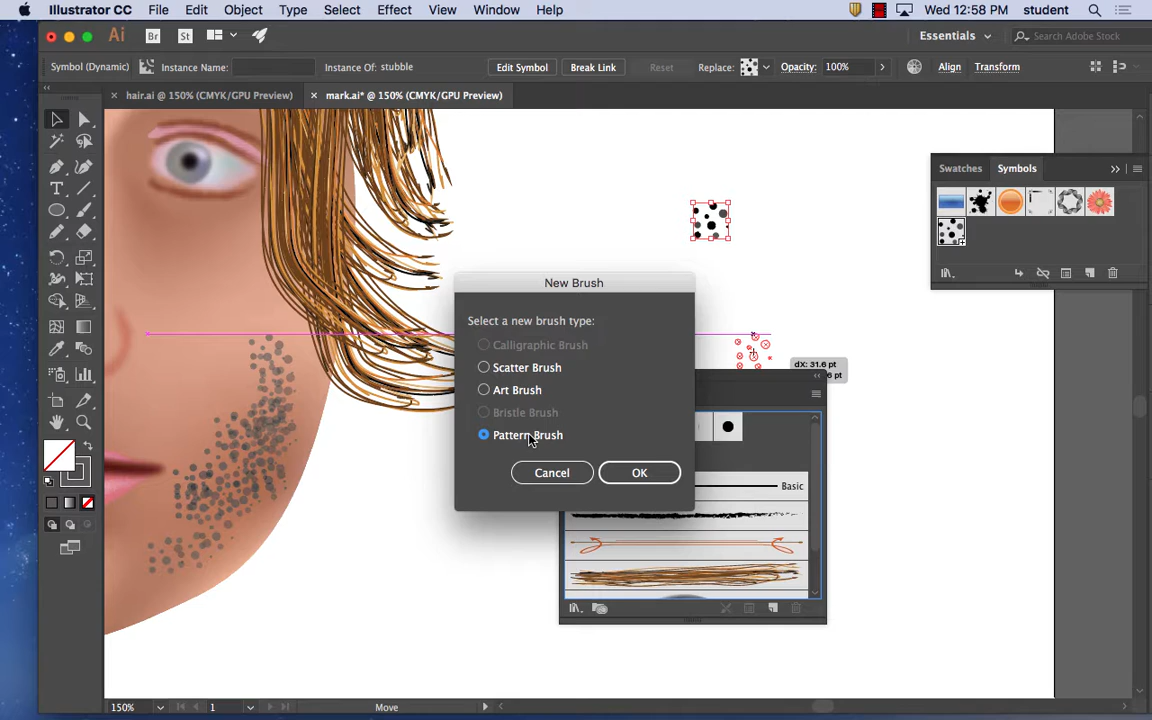 Illustrator CC File Edit Object Type Select Effect View Window Help Wed 12:58 PM student
Ai Br St Essentials Search Adobe Stock
Symbol (Dynamic) Instance Name: Instance Of: stubble Edit Symbol Break Link Reset Replace: Opacity: 100% Align Transform
hair.ai @ 150% (CMYK/GPU Preview) mark.ai* @ 150% (CMYK/GPU Preview)
Swatches Symbols
New Brush
Select a new brush type:
Calligraphic Brush
Scatter Brush
Art Brush
Bristle Brush
Pattern Brush
Cancel OK
dX: 31.6 pt
6 pt
Basic
150% 1 Move